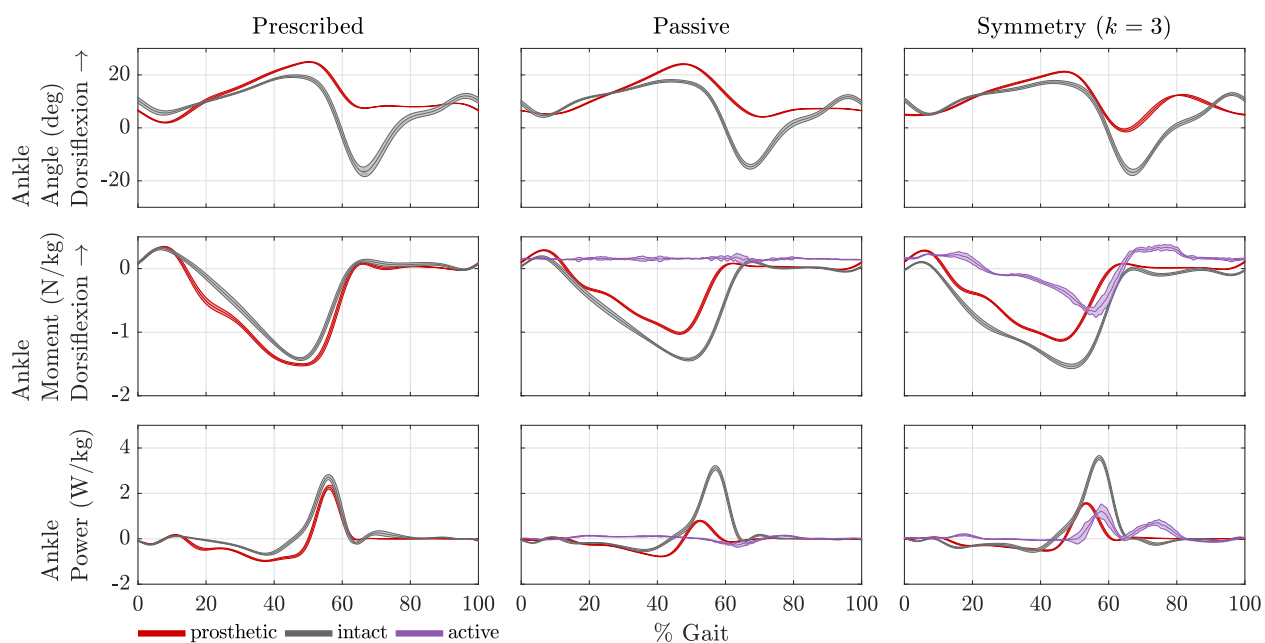 Prescribed
Passive
Symmetry (k = 3)
Ankle
Angle (deg)
Dorsiflexion →
20
0
-20
Ankle
Moment (N/kg)
Dorsiflexion →
0
-1
-2
Ankle
Power (W/kg)
4
2
0
-2
0 20 40 60 80 100
0 20 40 60 80 100
0 20 40 60 80 100
prosthetic intact active
% Gait